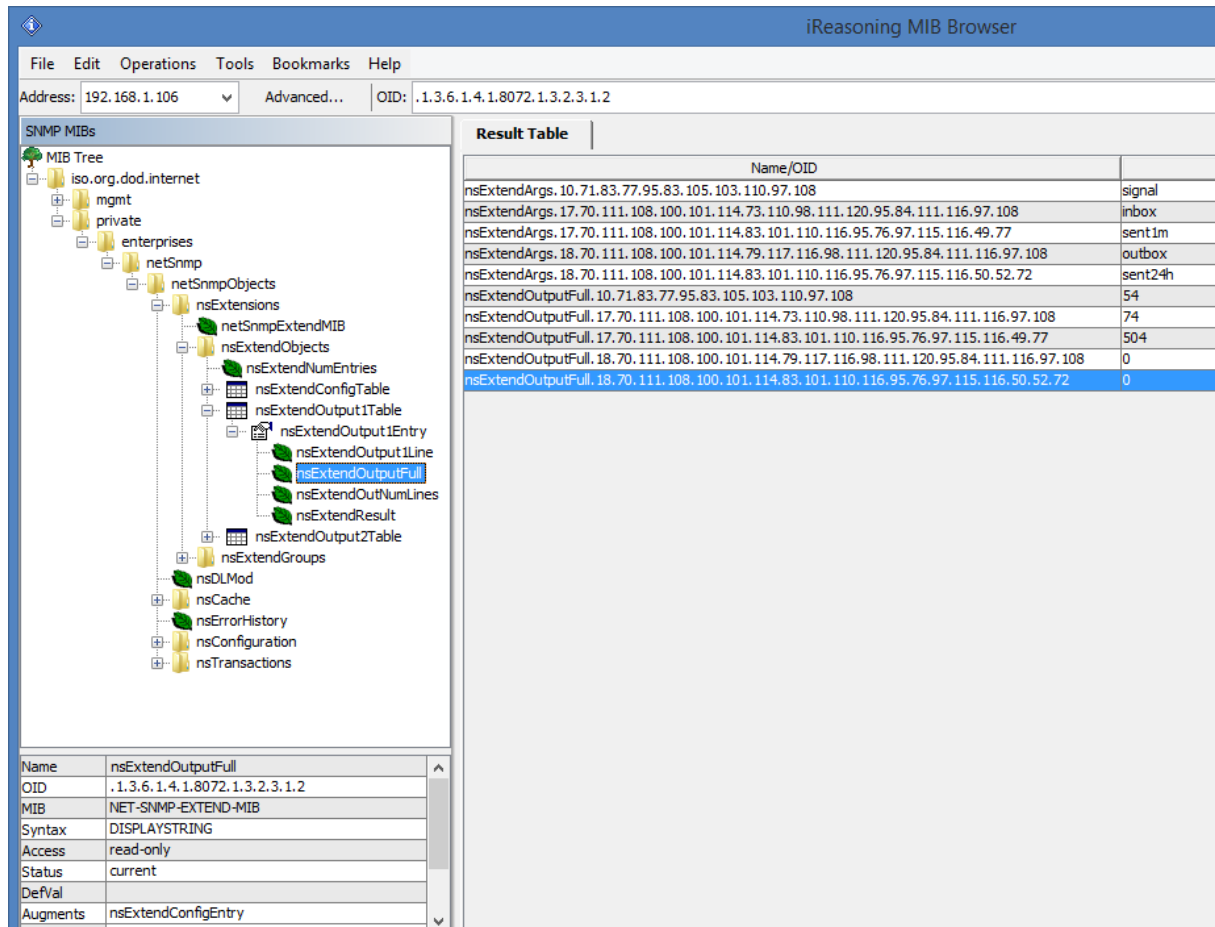 iReasoning MIB Browser
File Edit Operations Tools Bookmarks Help
Address: 192.168.1.106 Advanced... OID: .1.3.6.1.4.1.8072.1.3.2.3.1.2
SNMP MIBs
MIB Tree
iso.org.dod.internet
mgmt
private
enterprises
netSnmp
netSnmpObjects
nsExtensions
netSnmpExtendMIB
nsExtendObjects
nsExtendNumEntries
nsExtendConfigTable
nsExtendOutput1Table
nsExtendOutput1Entry
nsExtendOutput1Line
nsExtendOutputFull
nsExtendOutNumLines
nsExtendResult
nsExtendOutput2Table
nsExtendGroups
nsDLMod
nsCache
nsErrorHistory
nsConfiguration
nsTransactions
Name nsExtendOutputFull
OID .1.3.6.1.4.1.8072.1.3.2.3.1.2
MIB NET-SNMP-EXTEND-MIB
Syntax DISPLAYSTRING
Access read-only
Status current
DefVal
Augments nsExtendConfigEntry
Result Table
Name/OID
nsExtendArgs.10.71.83.77.95.83.105.103.110.97.108 signal
nsExtendArgs.17.70.111.108.100.101.114.73.110.98.111.120.95.84.111.116.97.108 inbox
nsExtendArgs.17.70.111.108.100.101.114.83.101.110.116.95.76.97.115.116.49.77 sent1m
nsExtendArgs.18.70.111.108.100.101.114.79.117.116.98.111.120.95.84.111.116.97.108 outbox
nsExtendArgs.18.70.111.108.100.101.114.83.101.110.116.95.76.97.115.116.50.52.72 sent24h
nsExtendOutputFull.10.71.83.77.95.83.105.103.110.97.108 54
nsExtendOutputFull.17.70.111.108.100.101.114.73.110.98.111.120.95.84.111.116.97.108 74
nsExtendOutputFull.17.70.111.108.100.101.114.83.101.110.116.95.76.97.115.116.49.77 504
nsExtendOutputFull.18.70.111.108.100.101.114.79.117.116.98.111.120.95.84.111.116.97.108 0
nsExtendOutputFull.18.70.111.108.100.101.114.83.101.110.116.95.76.97.115.116.50.52.72 0